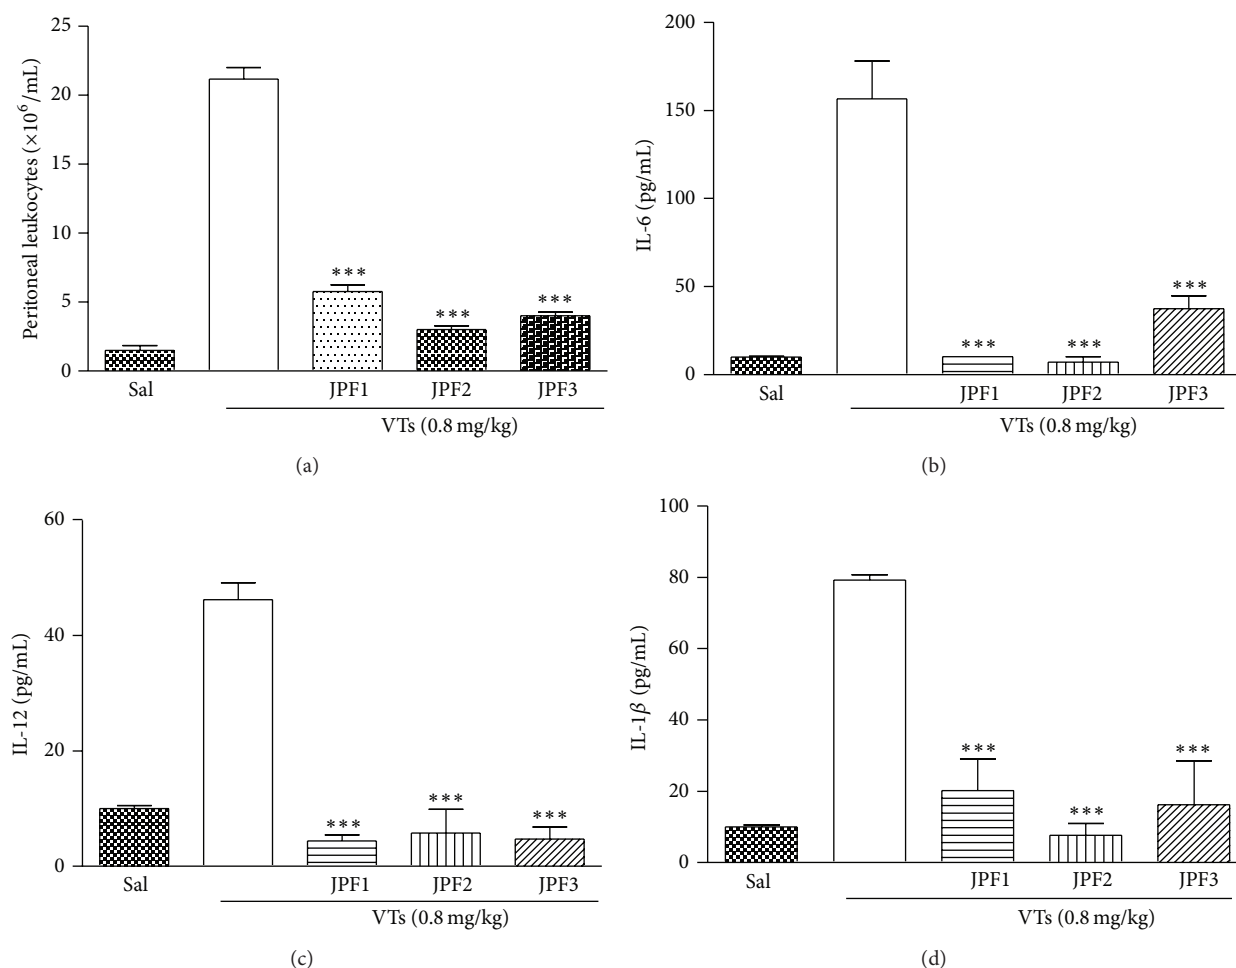 25
20
15
10
5
0
Peritoneal leukocytes (×10⁶/mL)
***
***
***
Sal
JPF1
JPF2
JPF3
VTs (0.8 mg/kg)
(a)
200
150
100
50
0
IL-6 (pg/mL)
***
***
***
Sal
JPF1
JPF2
JPF3
VTs (0.8 mg/kg)
(b)
60
40
20
0
IL-12 (pg/mL)
***
***
***
Sal
JPF1
JPF2
JPF3
VTs (0.8 mg/kg)
(c)
100
80
60
40
20
0
IL-1β (pg/mL)
***
***
***
Sal
JPF1
JPF2
JPF3
VTs (0.8 mg/kg)
(d)